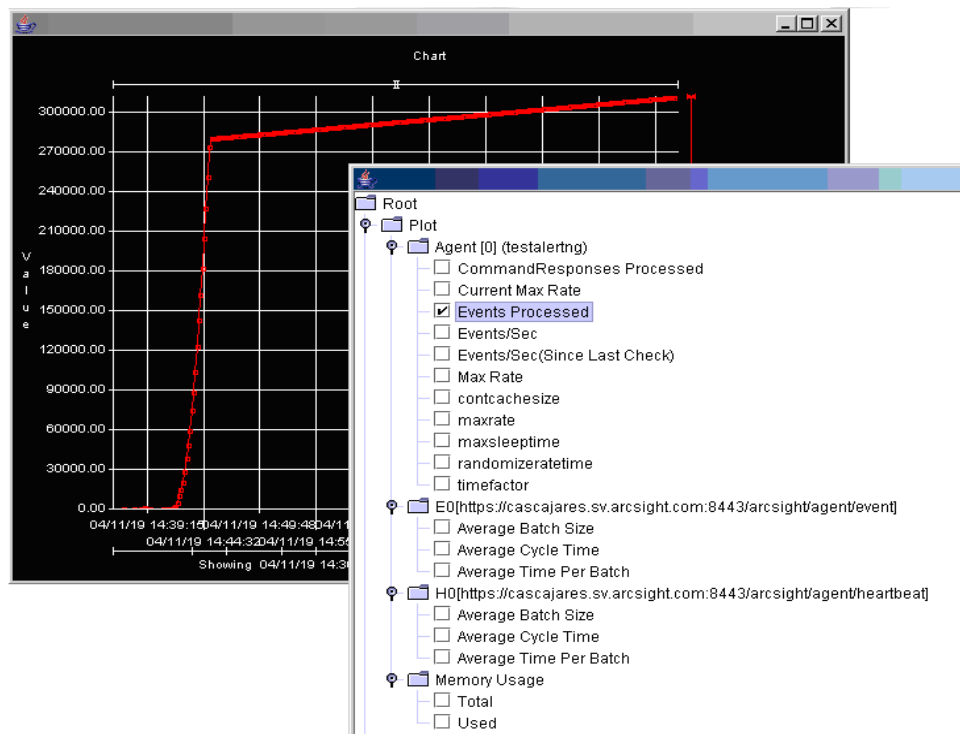 Chart
300000.00
270000.00
240000.00
210000.00
180000.00
150000.00
120000.00
90000.00
60000.00
30000.00
0.00
Value
04/11/19 14:39:15 04/11/19 14:49:48 04/11
04/11/19 14:44:32 04/11/19
Showing 04/11/19
Root
Plot
Agent [0] (testalertng)
CommandResponses Processed
Current Max Rate
Events Processed
Events/Sec
Events/Sec(Since Last Check)
Max Rate
contcachesize
maxrate
maxsleeptime
randomizeratetime
timefactor
E0[https://cascajares.sv.arcsight.com:8443/arcsight/agent/event]
Average Batch Size
Average Cycle Time
Average Time Per Batch
H0[https://cascajares.sv.arcsight.com:8443/arcsight/agent/heartbeat]
Average Batch Size
Average Cycle Time
Average Time Per Batch
Memory Usage
Total
Used